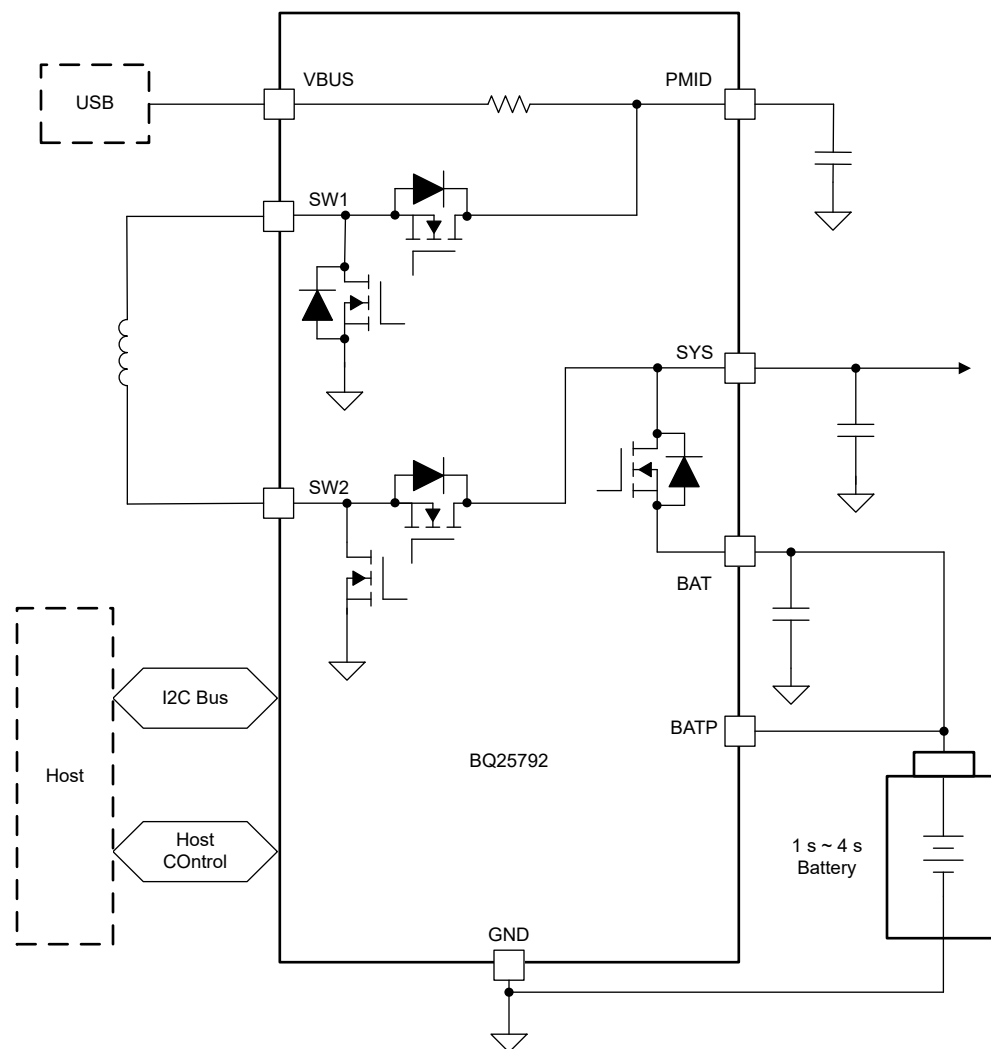 VBUS
PMID
USB
SW1
SYS
SW2
BAT
I2C Bus
BATP
Host
BQ25792
Host
COntrol
1 s ~ 4 s
Battery
GND